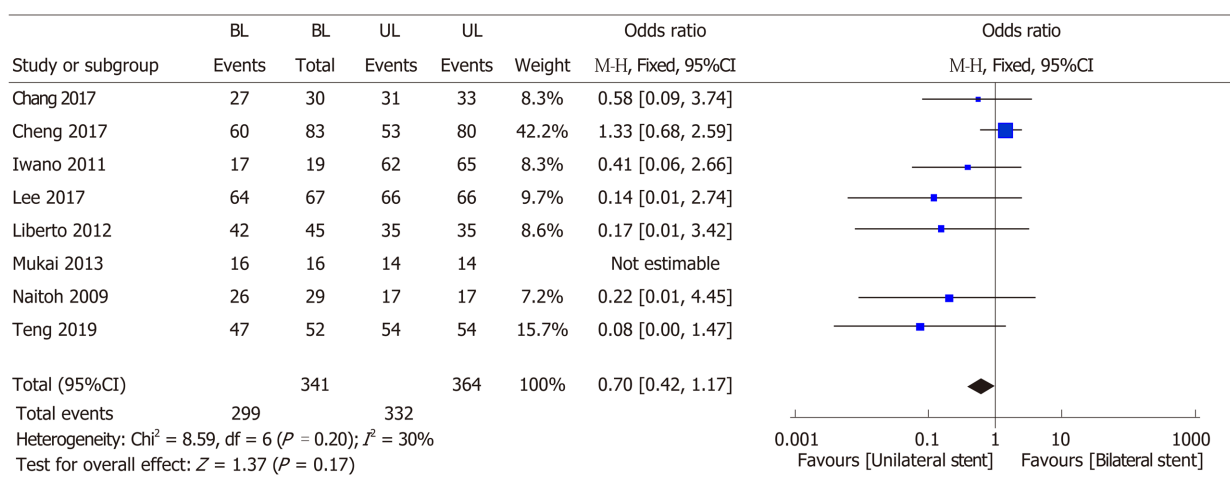 BL BL UL UL Odds ratio Odds ratio
Study or subgroup Events Total Events Events Weight M-H, Fixed, 95%CI M-H, Fixed, 95%CI
Chang 2017 27 30 31 33 8.3% 0.58 [0.09, 3.74]
Cheng 2017 60 83 53 80 42.2% 1.33 [0.68, 2.59]
Iwano 2011 17 19 62 65 8.3% 0.41 [0.06, 2.66]
Lee 2017 64 67 66 66 9.7% 0.14 [0.01, 2.74]
Liberto 2012 42 45 35 35 8.6% 0.17 [0.01, 3.42]
Mukai 2013 16 16 14 14 Not estimable
Naitoh 2009 26 29 17 17 7.2% 0.22 [0.01, 4.45]
Teng 2019 47 52 54 54 15.7% 0.08 [0.00, 1.47]
Total (95%CI) 341 364 100% 0.70 [0.42, 1.17]
Total events 299 332
Heterogeneity: Chi² = 8.59, df = 6 (P = 0.20); I² = 30%
Test for overall effect: Z = 1.37 (P = 0.17)
0.001 0.1 1 10 1000
Favours [Unilateral stent] Favours [Bilateral stent]